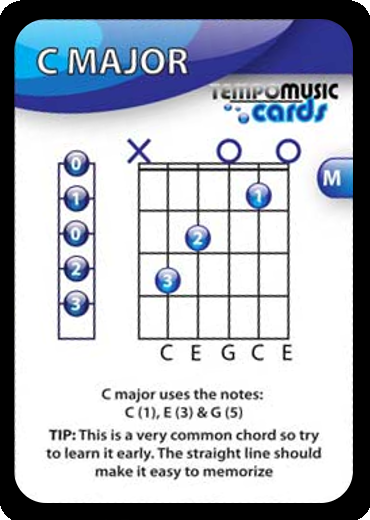 C MAJOR
TEMPOMUSIC
cards
X O O
M
0
1
0
2
3
1
2
3
C E G C E
C major uses the notes:
C (1), E (3) & G (5)
TIP: This is a very common chord so try
to learn it early. The straight line should
make it easy to memorize